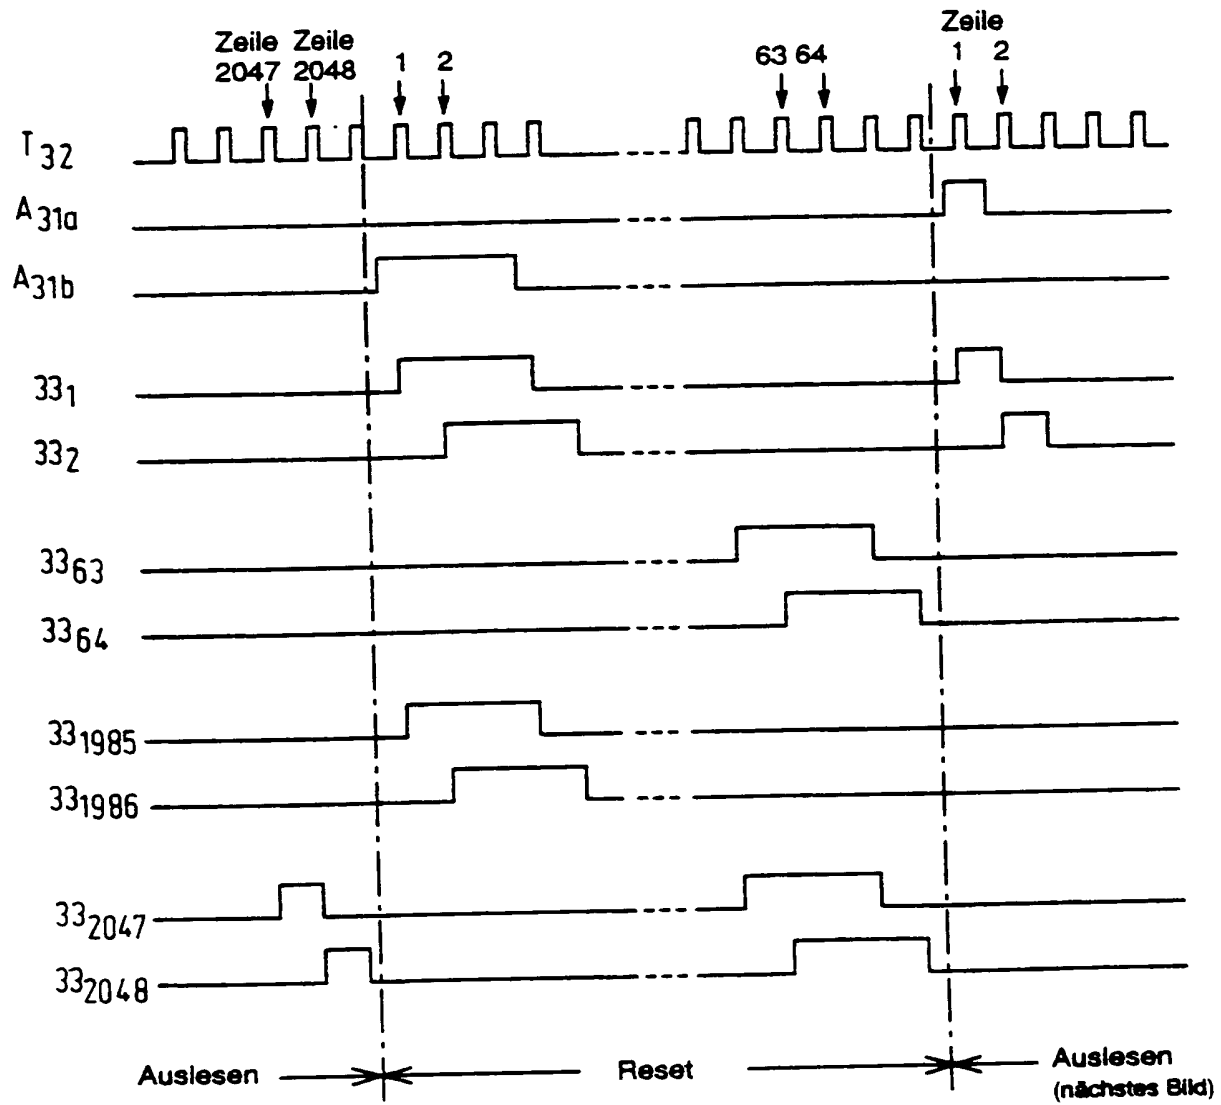 Zeile
Zeile Zeile
2047 2048 1 2 63 64 1 2
T32
A31a
A31b
331
332
3363
3364
331985
331986
332047
332048
Auslesen Reset Auslesen
(nächstes Bild)